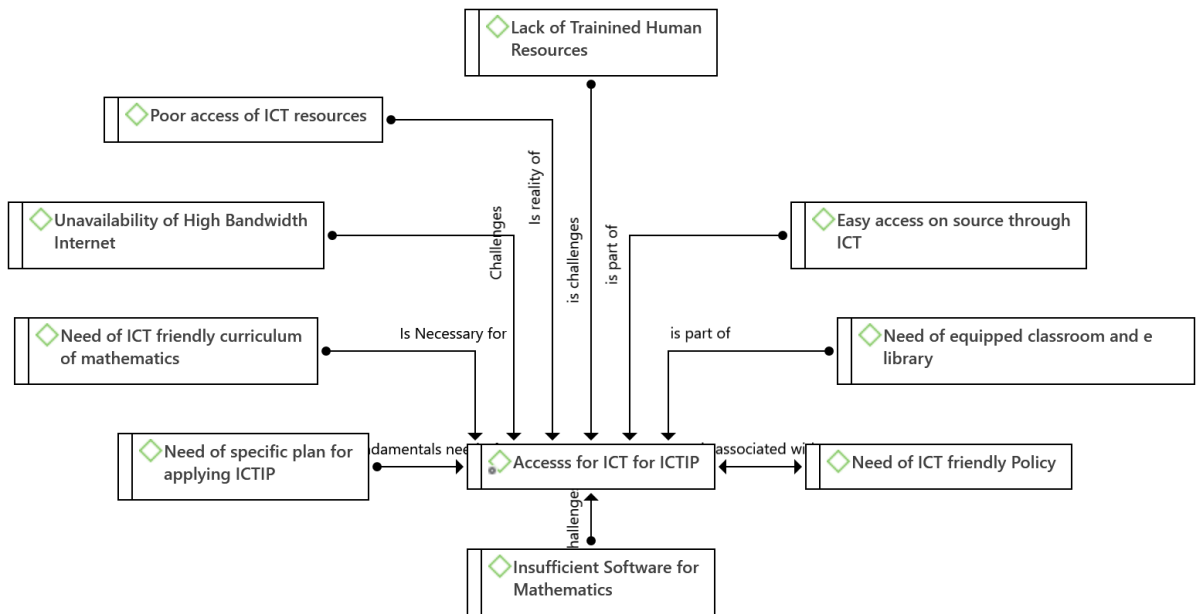 Lack of Trainined Human
Resources
Poor access of ICT resources
Is reality of
Unavailability of High Bandwidth
Internet
Challenges
is challenges
is part of
Easy access on source through
ICT
Need of ICT friendly curriculum
of mathematics
Is Necessary for
is part of
Need of equipped classroom and e
library
Need of specific plan for
applying ICTIP
Accesss for ICT for ICTIP
associated
Need of ICT friendly Policy
Insufficient Software for
Mathematics